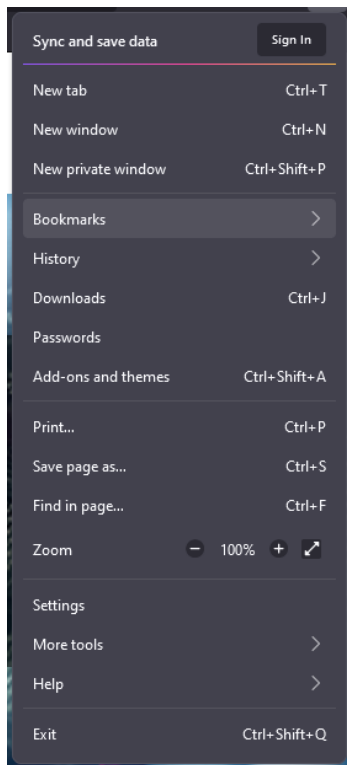 Sync and save data Sign In
New tab Ctrl+T
New window Ctrl+N
New private window Ctrl+Shift+P
Bookmarks
History
Downloads Ctrl+J
Passwords
Add-ons and themes Ctrl+Shift+A
Print... Ctrl+P
Save page as... Ctrl+S
Find in page... Ctrl+F
Zoom − 100% +
Settings
More tools
Help
Exit Ctrl+Shift+Q